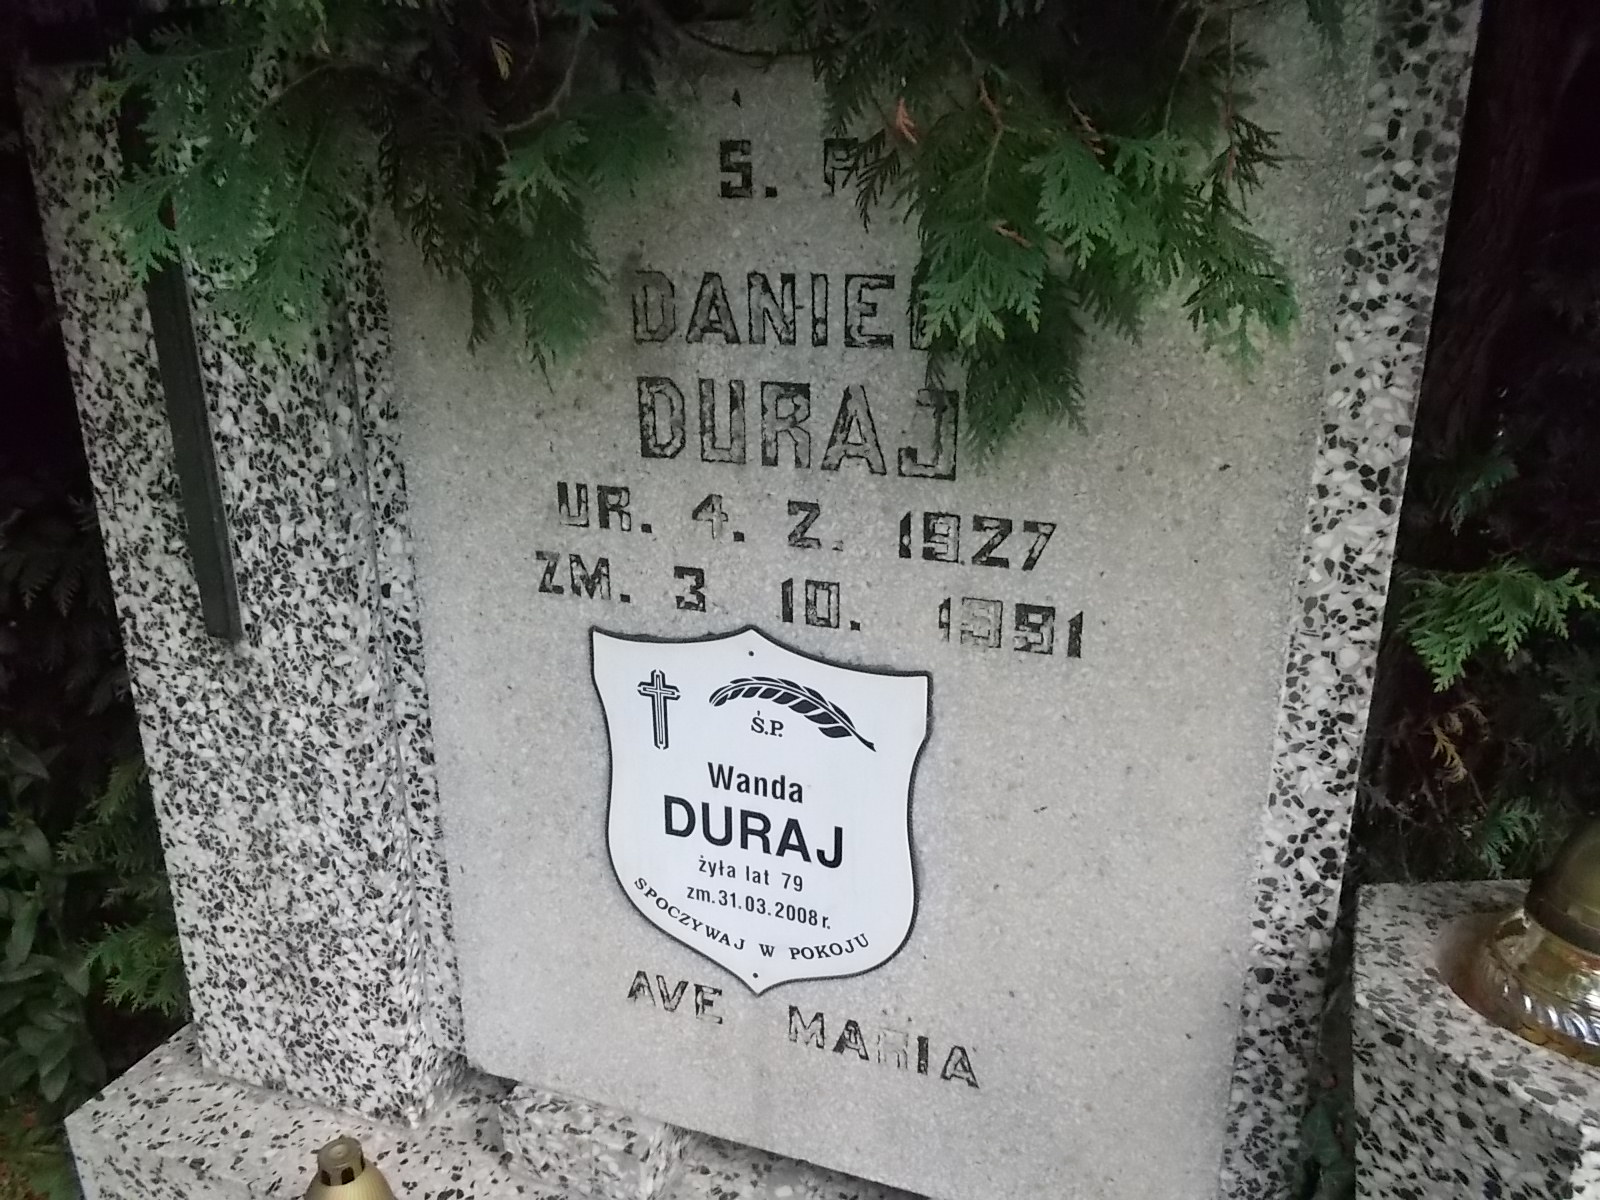 Ś. P.
DANIEL
DURAJ
UR. 4. 2. 1927
ZM. 3. 10. 1991
Ś.P.
Wanda
DURAJ
żyła lat 79
zm.31.03.2008r.
SPOCZYWAJ W POKOJU
AVE MARIA